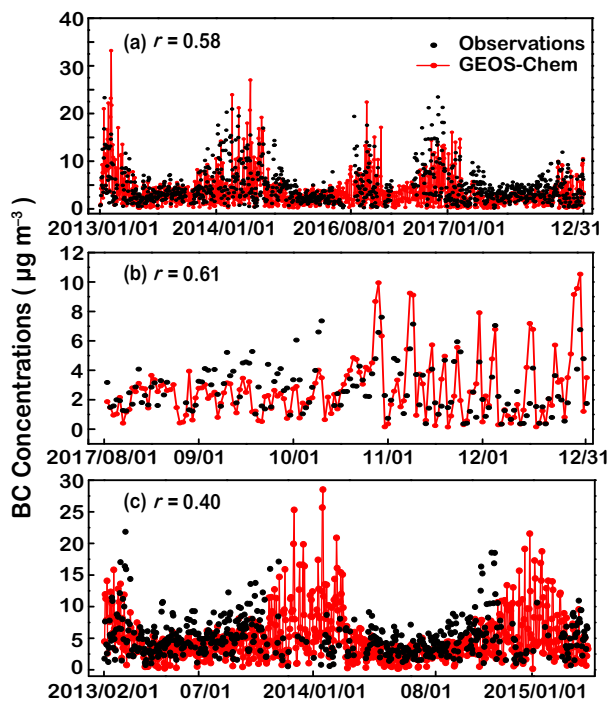 BC Concentrations ( µg m⁻³ )
(a) r = 0.58
Observations
GEOS-Chem
40
30
20
10
0
2013/01/01 2014/01/01 2016/08/01 2017/01/01 12/31
(b) r = 0.61
12
10
8
6
4
2
0
2017/08/01 09/01 10/01 11/01 12/01 12/31
(c) r = 0.40
30
25
20
15
10
5
0
2013/02/01 07/01 2014/01/01 08/01 2015/01/01